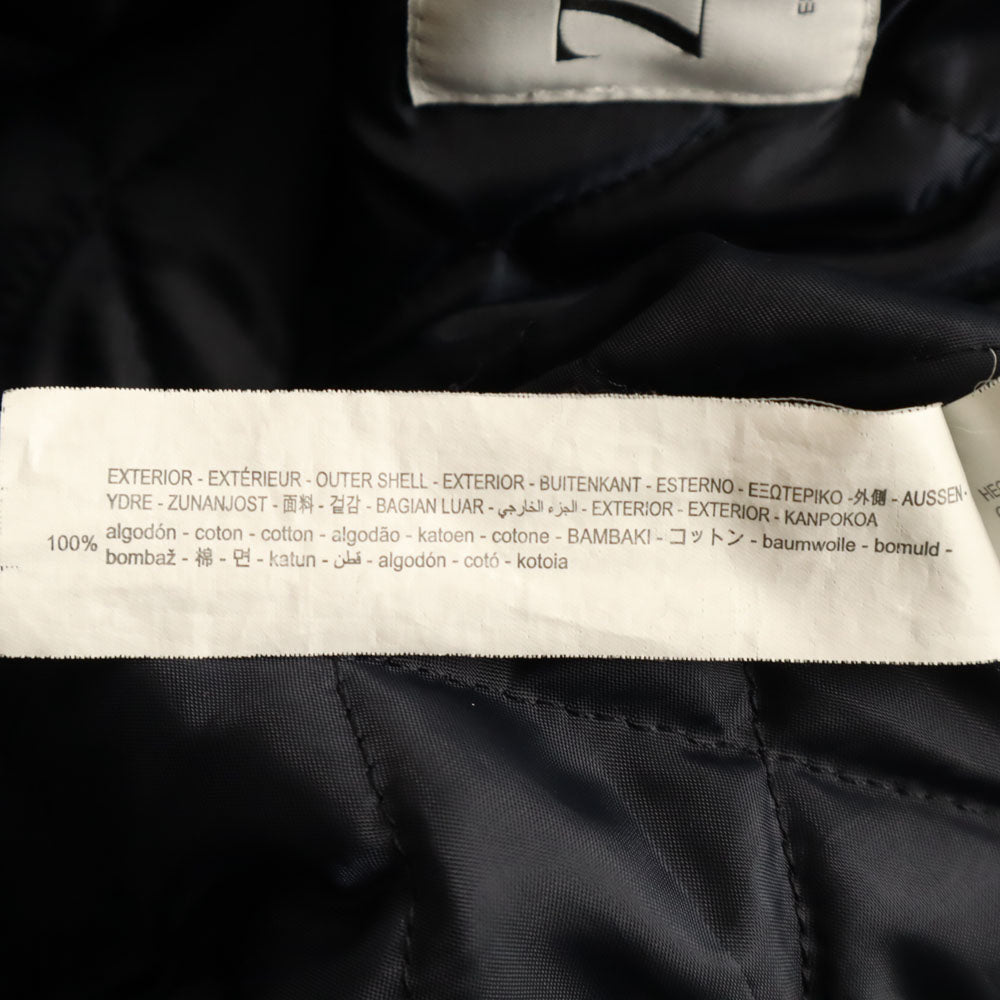 Z
EXTERIOR - EXTÉRIEUR - OUTER SHELL - EXTERIOR - BUITENKANT - ESTERNO - ΕΞΩΤΕΡΙΚΟ -外側 - AUSSEN-
YDRE - ZUNANJOST - 面料 - 겉감 - BAGIAN LUAR - الجزء الخارجي - EXTERIOR - EXTERIOR - KANPOKOA
100% algodón - coton - cotton - algodão - katoen - cotone - ΒΑΜΒΑΚΙ - コットン - baumwolle - bomuld -
bombaž - 棉 - 면 - katun - قطن - algodón - cotó - kotoia
HEC